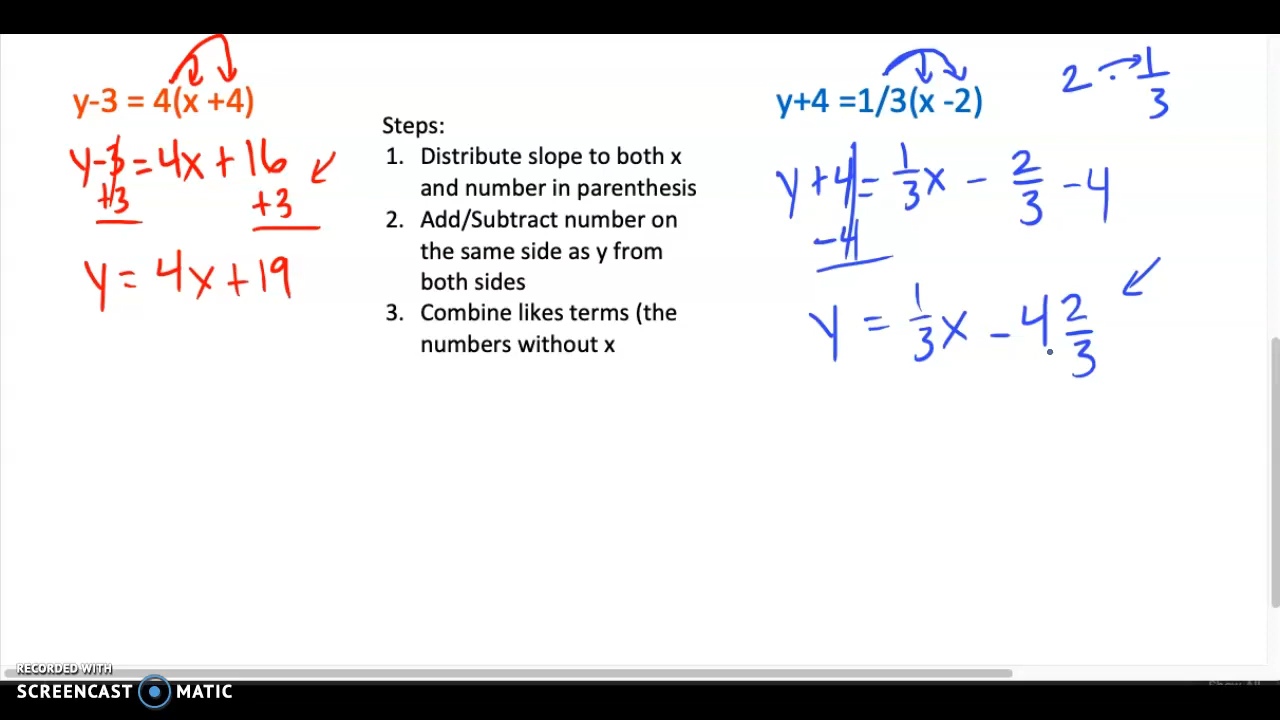 y-3 = 4(x +4)
y-3=4x+16
+3 +3
y=4x+19
Steps:
1. Distribute slope to both x
and number in parenthesis
2. Add/Subtract number on
the same side as y from
both sides
3. Combine likes terms (the
numbers without x
y+4 =1/3(x -2)
2 · 1/3
y+4=1/3x - 2/3 -4
-4
y = 1/3x - 4 2/3
RECORDED WITH
SCREENCAST MATIC